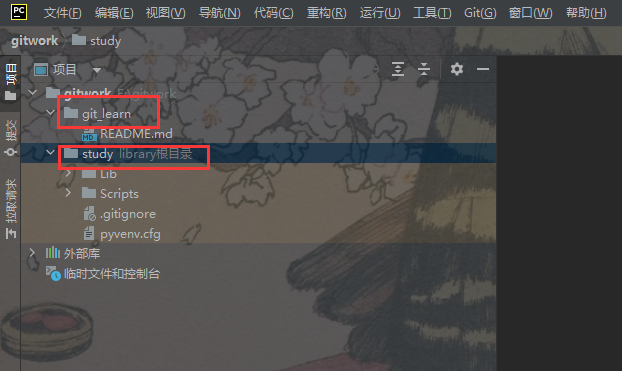 PC 文件(F) 编辑(E) 视图(V) 导航(N) 代码(C) 重构(R) 运行(U) 工具(T) Git(G) 窗口(W) 帮助(H)
gitwork > study
项目
提交
拉取请求
项目
gitwork E:\gitwork
git_learn
MD README.md
study library根目录
Lib
Scripts
.gitignore
pyvenv.cfg
外部库
临时文件和控制台